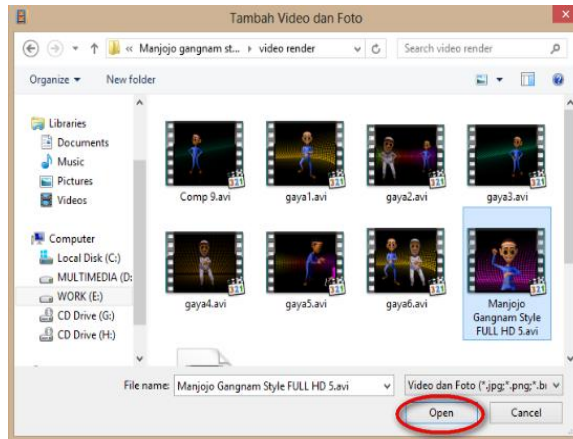 Tambah Video dan Foto
« Manjojo gangnam st... video render
Search video render
Organize
New folder
Libraries
Documents
Music
Pictures
Videos
Computer
Local Disk (C:)
MULTIMEDIA (D:
WORK (E:)
CD Drive (G:)
CD Drive (H:)
Comp 9.avi
gaya1.avi
gaya2.avi
gaya3.avi
gaya4.avi
gaya5.avi
gaya6.avi
Manjojo
Gangnam Style
FULL HD 5.avi
File name: Manjojo Gangnam Style FULL HD 5.avi
Video dan Foto (*.jpg;*.png;*.b
Open
Cancel